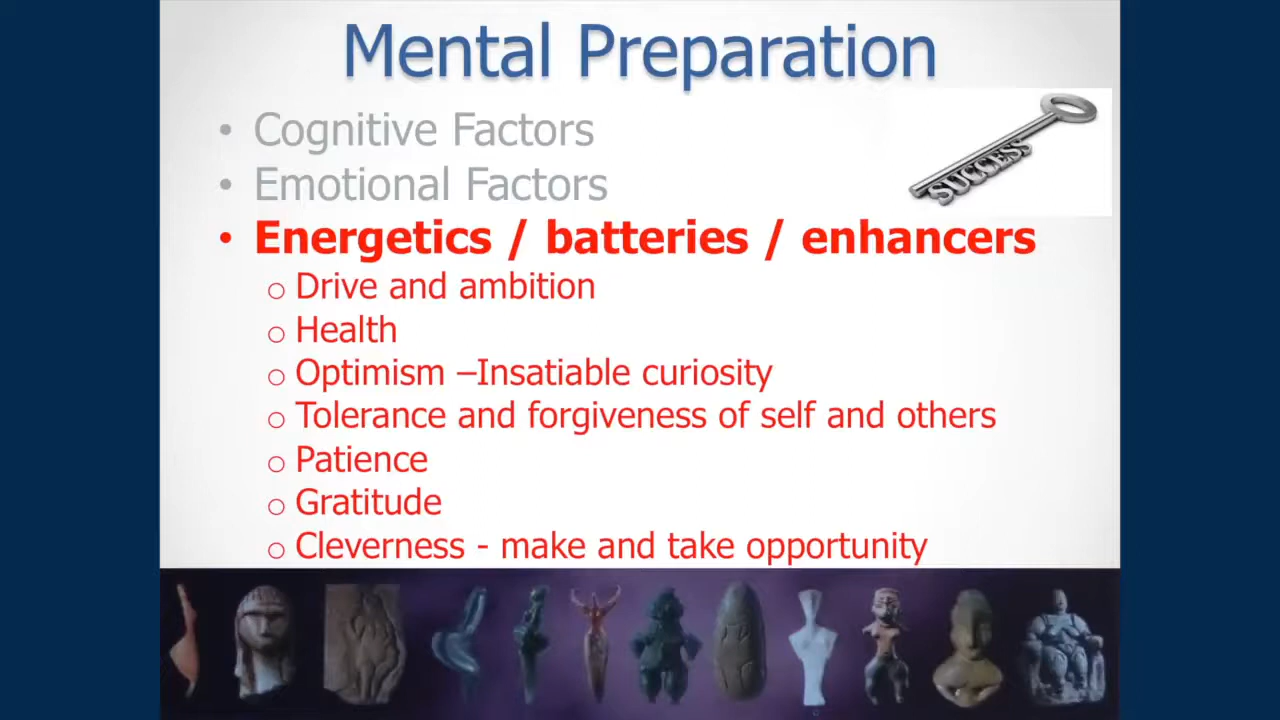 Mental Preparation
• Cognitive Factors
• Emotional Factors
• Energetics / batteries / enhancers
o Drive and ambition
o Health
o Optimism –Insatiable curiosity
o Tolerance and forgiveness of self and others
o Patience
o Gratitude
o Cleverness - make and take opportunity
SUCCESS